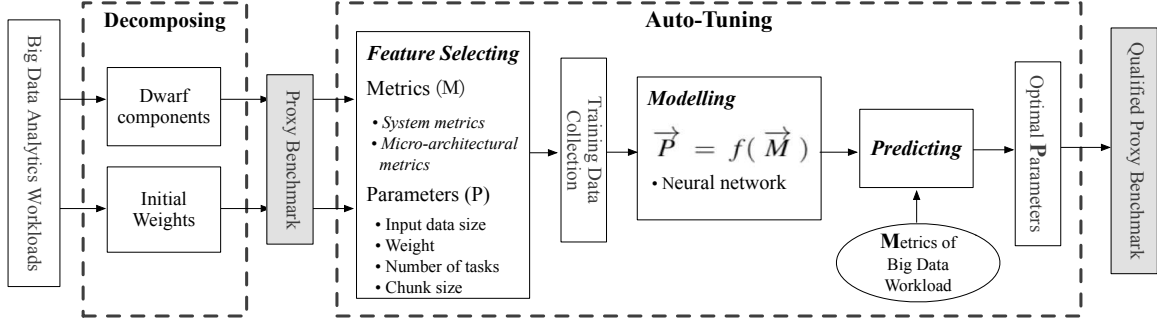 Big Data Analytics Workloads
Decomposing
Dwarf
components
Initial
Weights
Proxy Benchmark
Auto-Tuning
Feature Selecting
Metrics (M)
• System metrics
• Micro-architectural
metrics
Parameters (P)
• Input data size
• Weight
• Number of tasks
• Chunk size
Training Data
Collection
Modelling
P = f( M )
• Neural network
Predicting
Metrics of
Big Data
Workload
Optimal Parameters
Qualified Proxy Benchmark